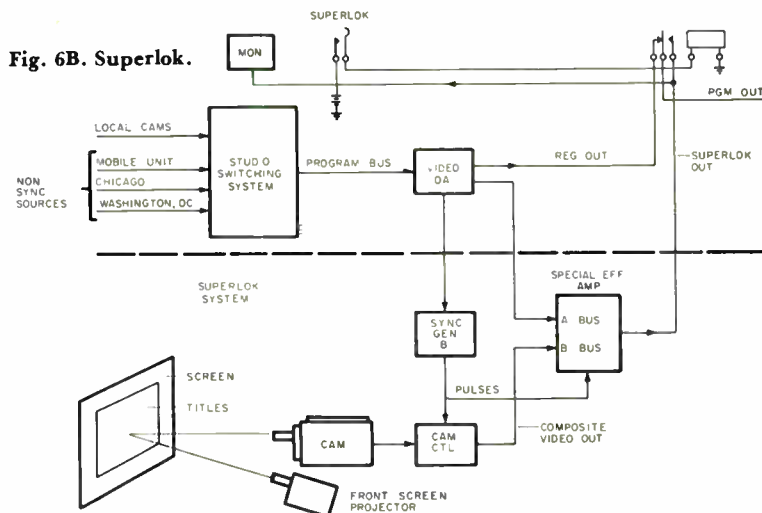 SUPERLOK
Fig. 6B. Superlok.
MON
PGM OUT
LOCAL CAMS
MOBILE UNIT
CHICAGO
WASHINGTON, DC
NON
SYNC
SOURCES
STUD O
SWITCHING
SYSTEM
PROGRAM BUS
VIDEO
DA
REG OUT
SUPERLOK
OUT
SUPERLOK
SYSTEM
SPECIAL EFF
AMP
A BUS
B BUS
SYNC
GEN
B
PULSES
SCREEN
TITLES
CAM
CAM
CTL
COMPOSITE
VIDEO OUT
FRONT SCREEN
PROJECTOR